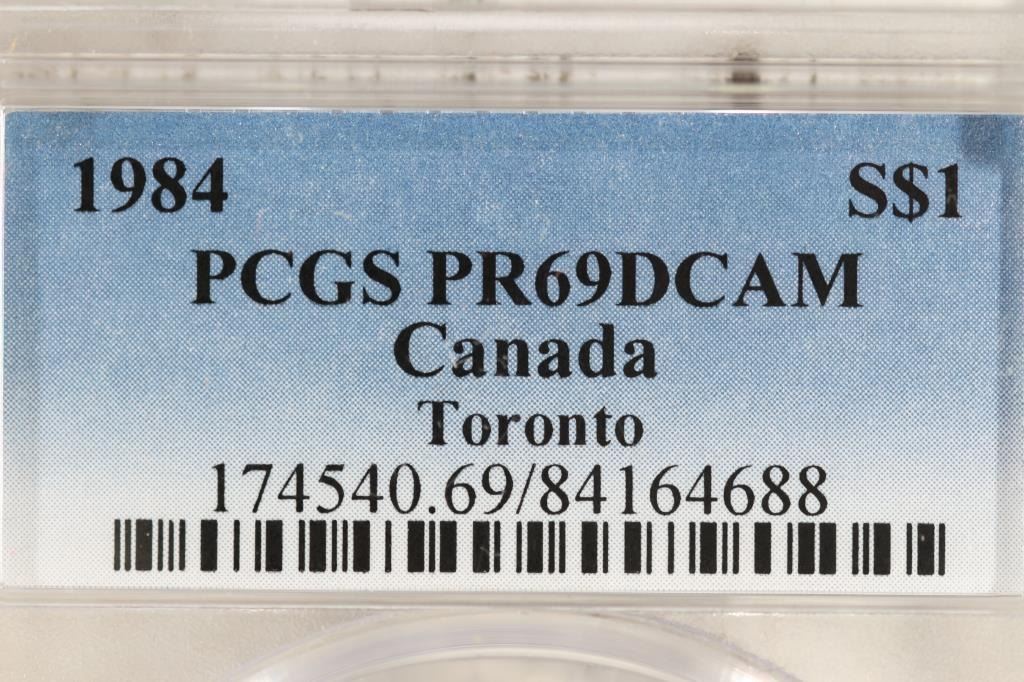 1984 S$1
PCGS PR69DCAM
Canada
Toronto
174540.69/84164688